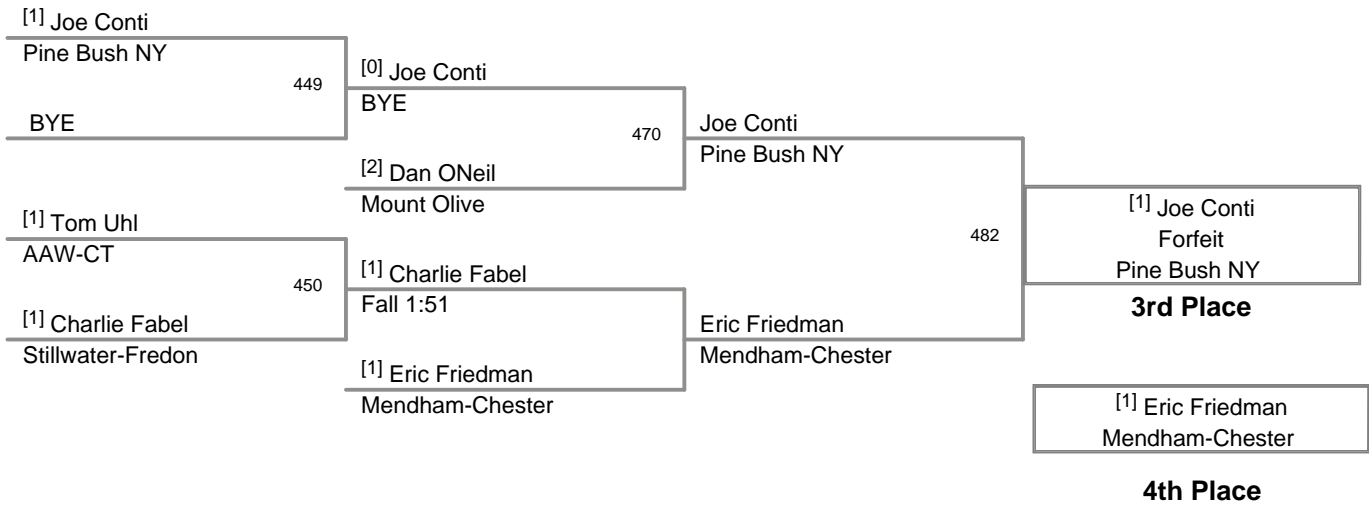 [1] Joe Conti
Pine Bush NY
449
BYE
[0] Joe Conti
BYE
470
[2] Dan ONeil
Mount Olive
Joe Conti
Pine Bush NY
[1] Tom Uhl
AAW-CT
450
[1] Charlie Fabel
Stillwater-Fredon
[1] Charlie Fabel
Fall 1:51
[1] Eric Friedman
Mendham-Chester
Eric Friedman
Mendham-Chester
482
[1] Joe Conti
Forfeit
Pine Bush NY
3rd Place
[1] Eric Friedman
Mendham-Chester
4th Place